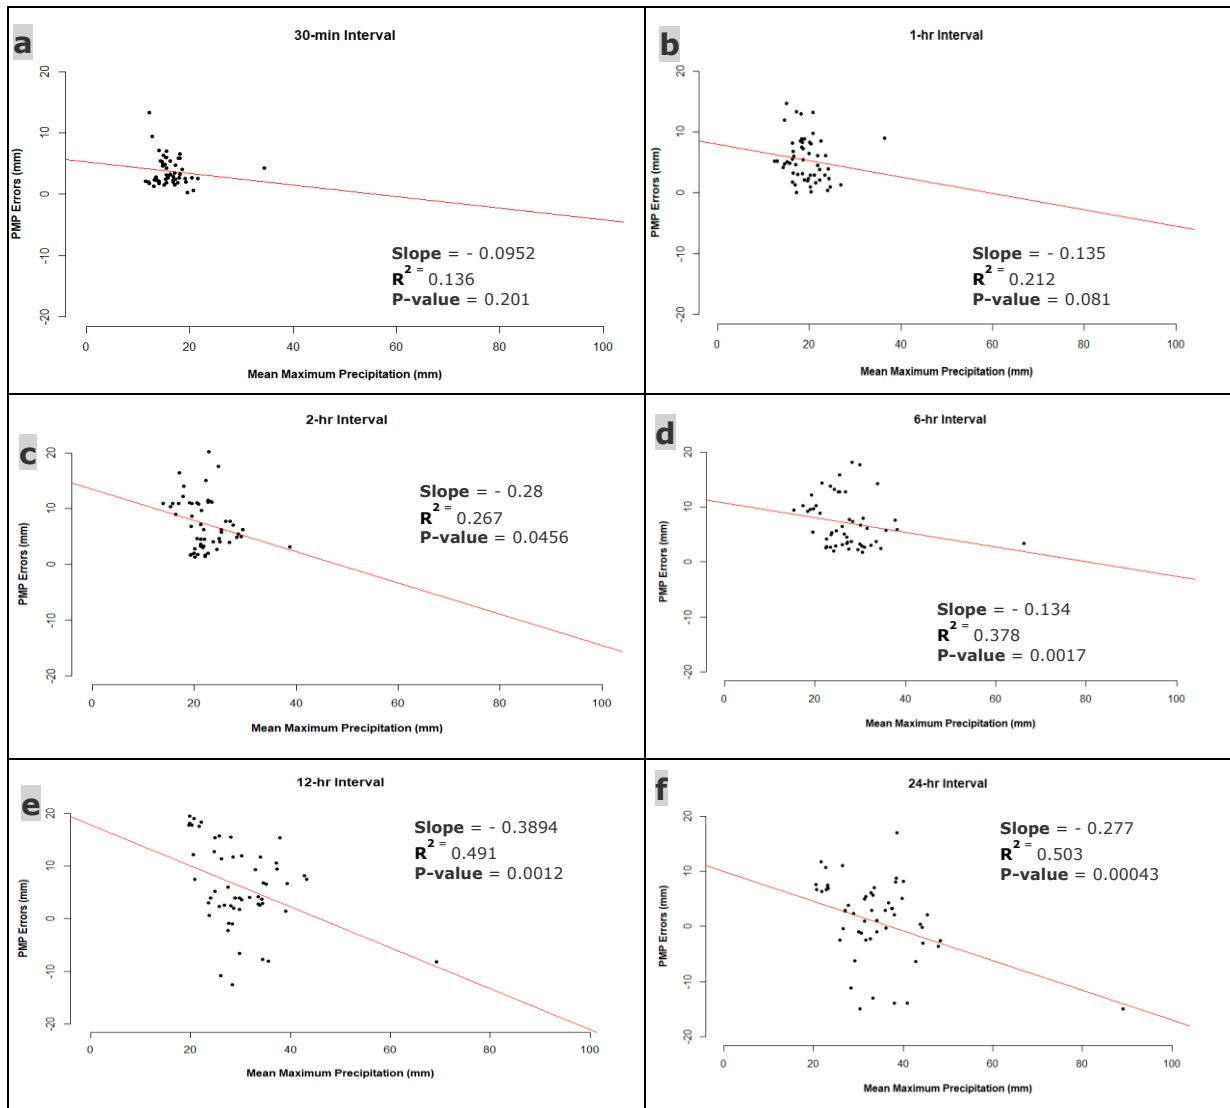 a
30-min Interval
20
10
0
-10
-20
PMP Errors (mm)
Slope = - 0.0952
R² = 0.136
P-value = 0.201
0 20 40 60 80 100
Mean Maximum Precipitation (mm)
b
1-hr Interval
20
10
0
-10
-20
PMP Errors (mm)
Slope = - 0.135
R² = 0.212
P-value = 0.081
0 20 40 60 80 100
Mean Maximum Precipitation (mm)
c
2-hr Interval
20
10
0
-10
-20
PMP Errors (mm)
Slope = - 0.28
R² = 0.267
P-value = 0.0456
0 20 40 60 80 100
Mean Maximum Precipitation (mm)
d
6-hr Interval
20
10
0
-10
-20
PMP Errors (mm)
Slope = - 0.134
R² = 0.378
P-value = 0.0017
0 20 40 60 80 100
Mean Maximum Precipitation (mm)
e
12-hr Interval
20
10
0
-10
-20
PMP Errors (mm)
Slope = - 0.3894
R² = 0.491
P-value = 0.0012
0 20 40 60 80 100
Mean Maximum Precipitation (mm)
f
24-hr Interval
20
10
0
-10
-20
PMP Errors (mm)
Slope = - 0.277
R² = 0.503
P-value = 0.00043
0 20 40 60 80 100
Mean Maximum Precipitation (mm)